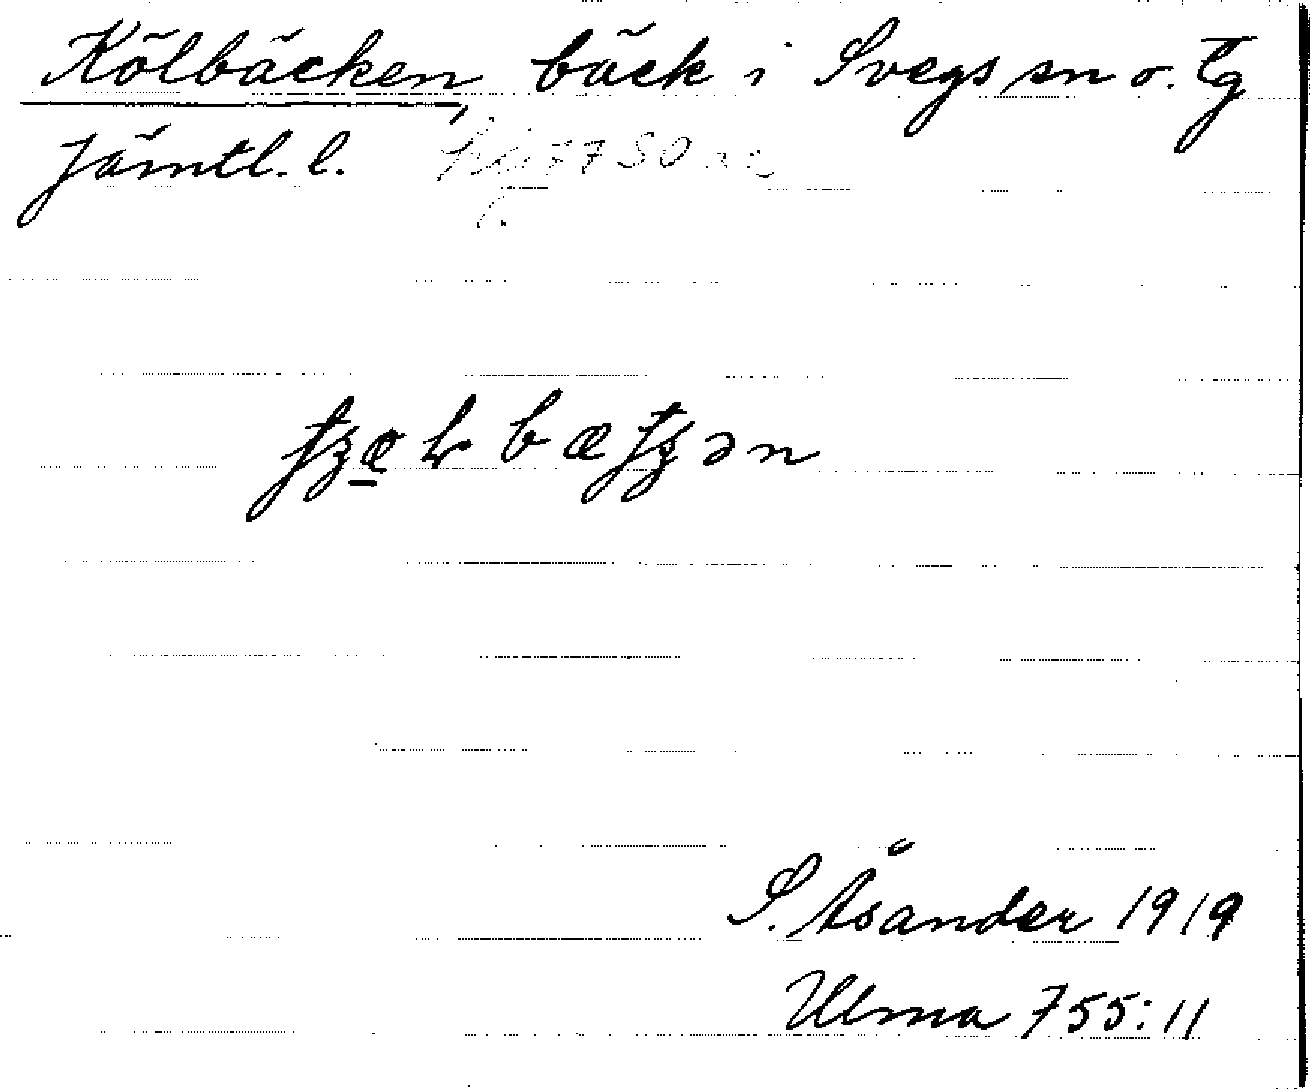 Kölbäcken, bäck i Svegs sn o. tg
Jämtl. l.
S. Åsander 1919
Ulma 755:11